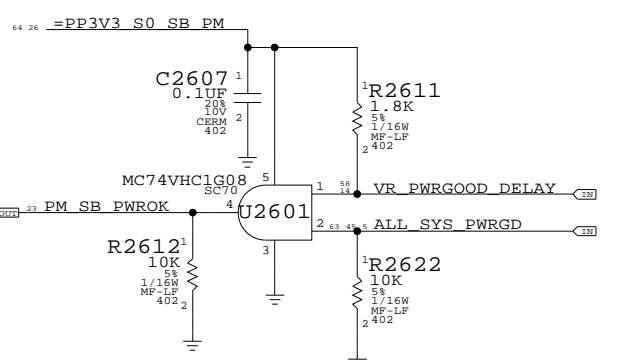 64 26 =PP3V3_S0_SB_PM
C2607 1
0.1UF
20%
10V
CERM
402
2
1 R2611
1.8K
5%
1/16W
MF-LF
402
2
MC74VHC1G08
SC70
5
4
U2601
3
1 58
14 VR_PWRGOOD_DELAY IN
2 63 45 5 ALL_SYS_PWRGD IN
OUT 23 PM_SB_PWROK
R2612 1
10K
5%
1/16W
MF-LF
402
2
1 R2622
10K
5%
1/16W
MF-LF
402
2